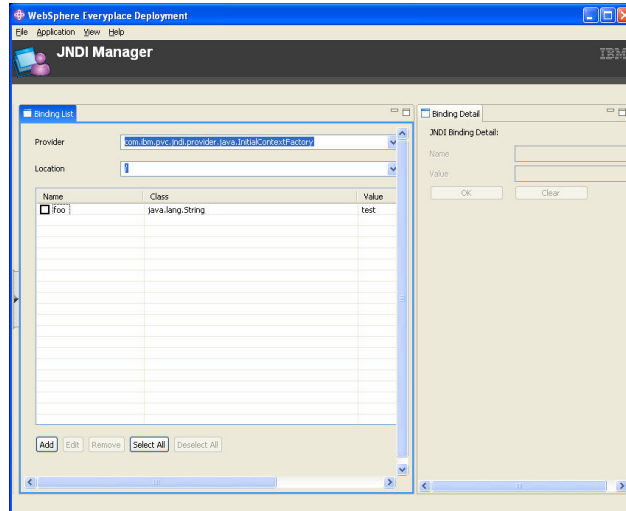 WebSphere Everyplace Deployment
File Application View Help
JNDI Manager
IBM
Binding List
Provider com.ibm.pvc.jndi.provider.java.InitialContextFactory
Location /
Name Class Value
foo java.lang.String test
Add Edit Remove Select All Deselect All
Binding Detail
JNDI Binding Detail:
Name
Value
OK Clear